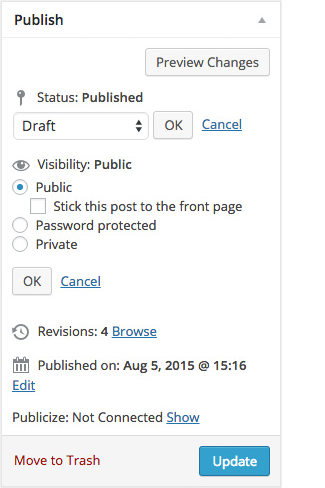 Publish
Preview Changes
Status: Published
Draft OK Cancel
Visibility: Public
Public
Stick this post to the front page
Password protected
Private
OK Cancel
Revisions: 4 Browse
Published on: Aug 5, 2015 @ 15:16
Edit
Publicize: Not Connected Show
Move to Trash Update